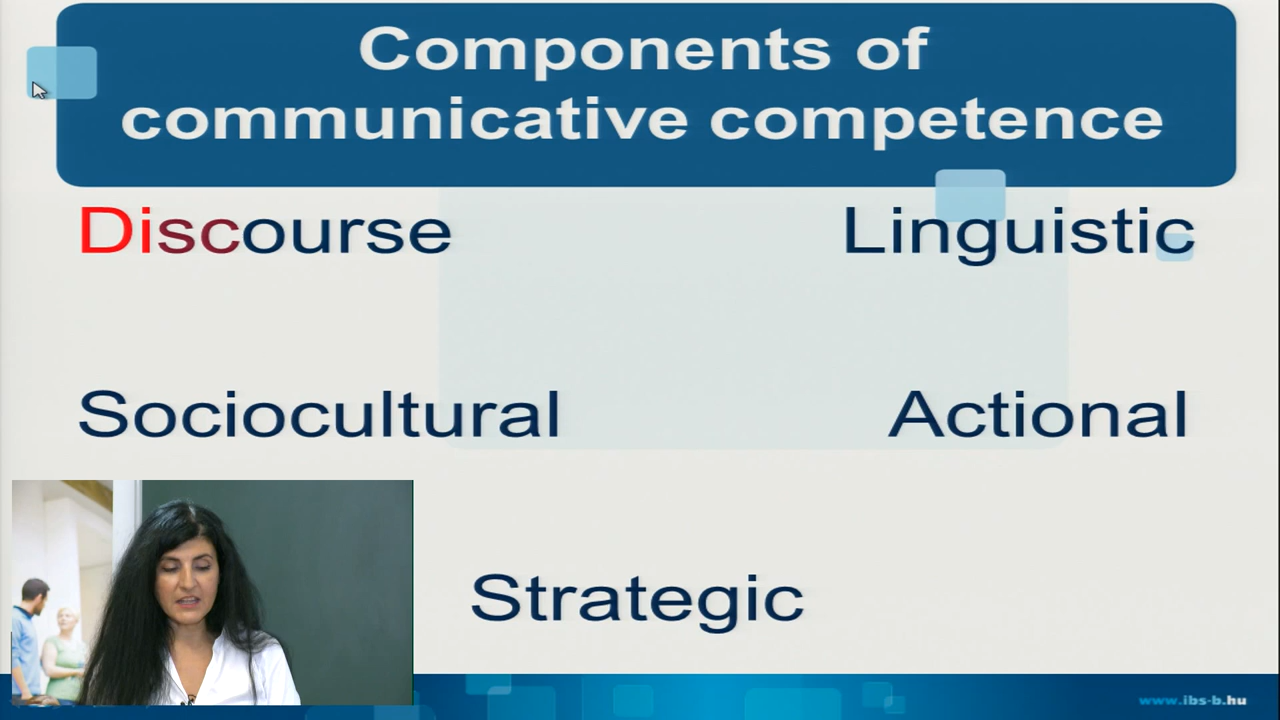 Components of
communicative competence
Discourse
Linguistic
Sociocultural
Actional
Strategic
www.ibs-b.hu